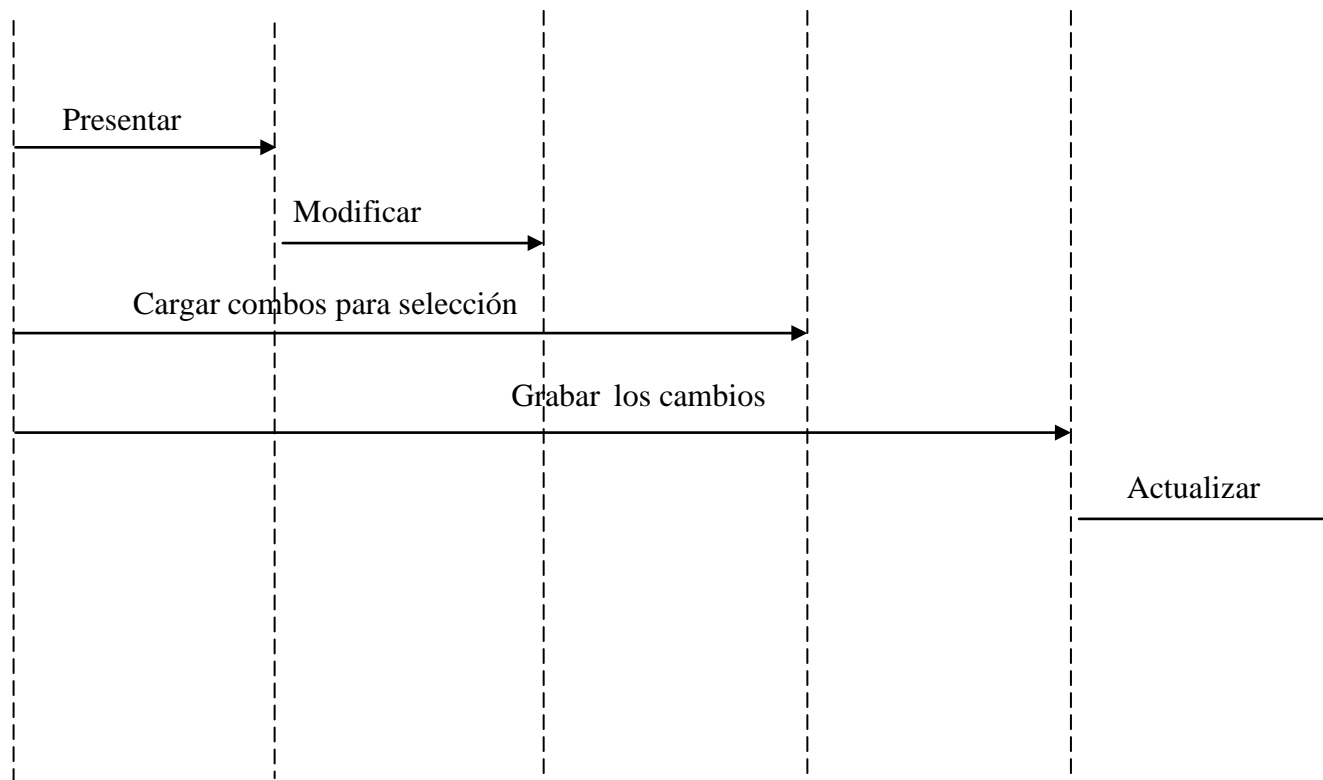 Presentar
Modificar
Cargar combos para selección
Grabar los cambios
Actualizar